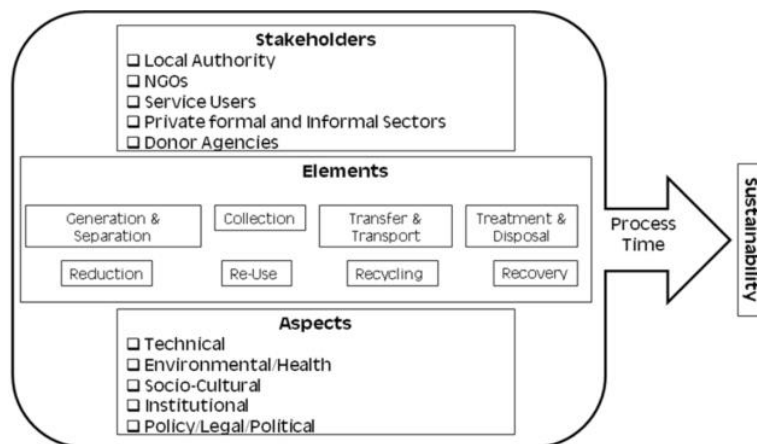 Stakeholders
❑ Local Authority
❑ NGOs
❑ Service Users
❑ Private formal and Informal Sectors
❑ Donor Agencies
Elements
Generation &
Separation
Collection
Transfer &
Transport
Treatment &
Disposal
Reduction
Re-Use
Recycling
Recovery
Aspects
❑ Technical
❑ Environmental/Health
❑ Socio-Cultural
❑ Institutional
❑ Policy/Legal/Political
Process
Time
Sustainability